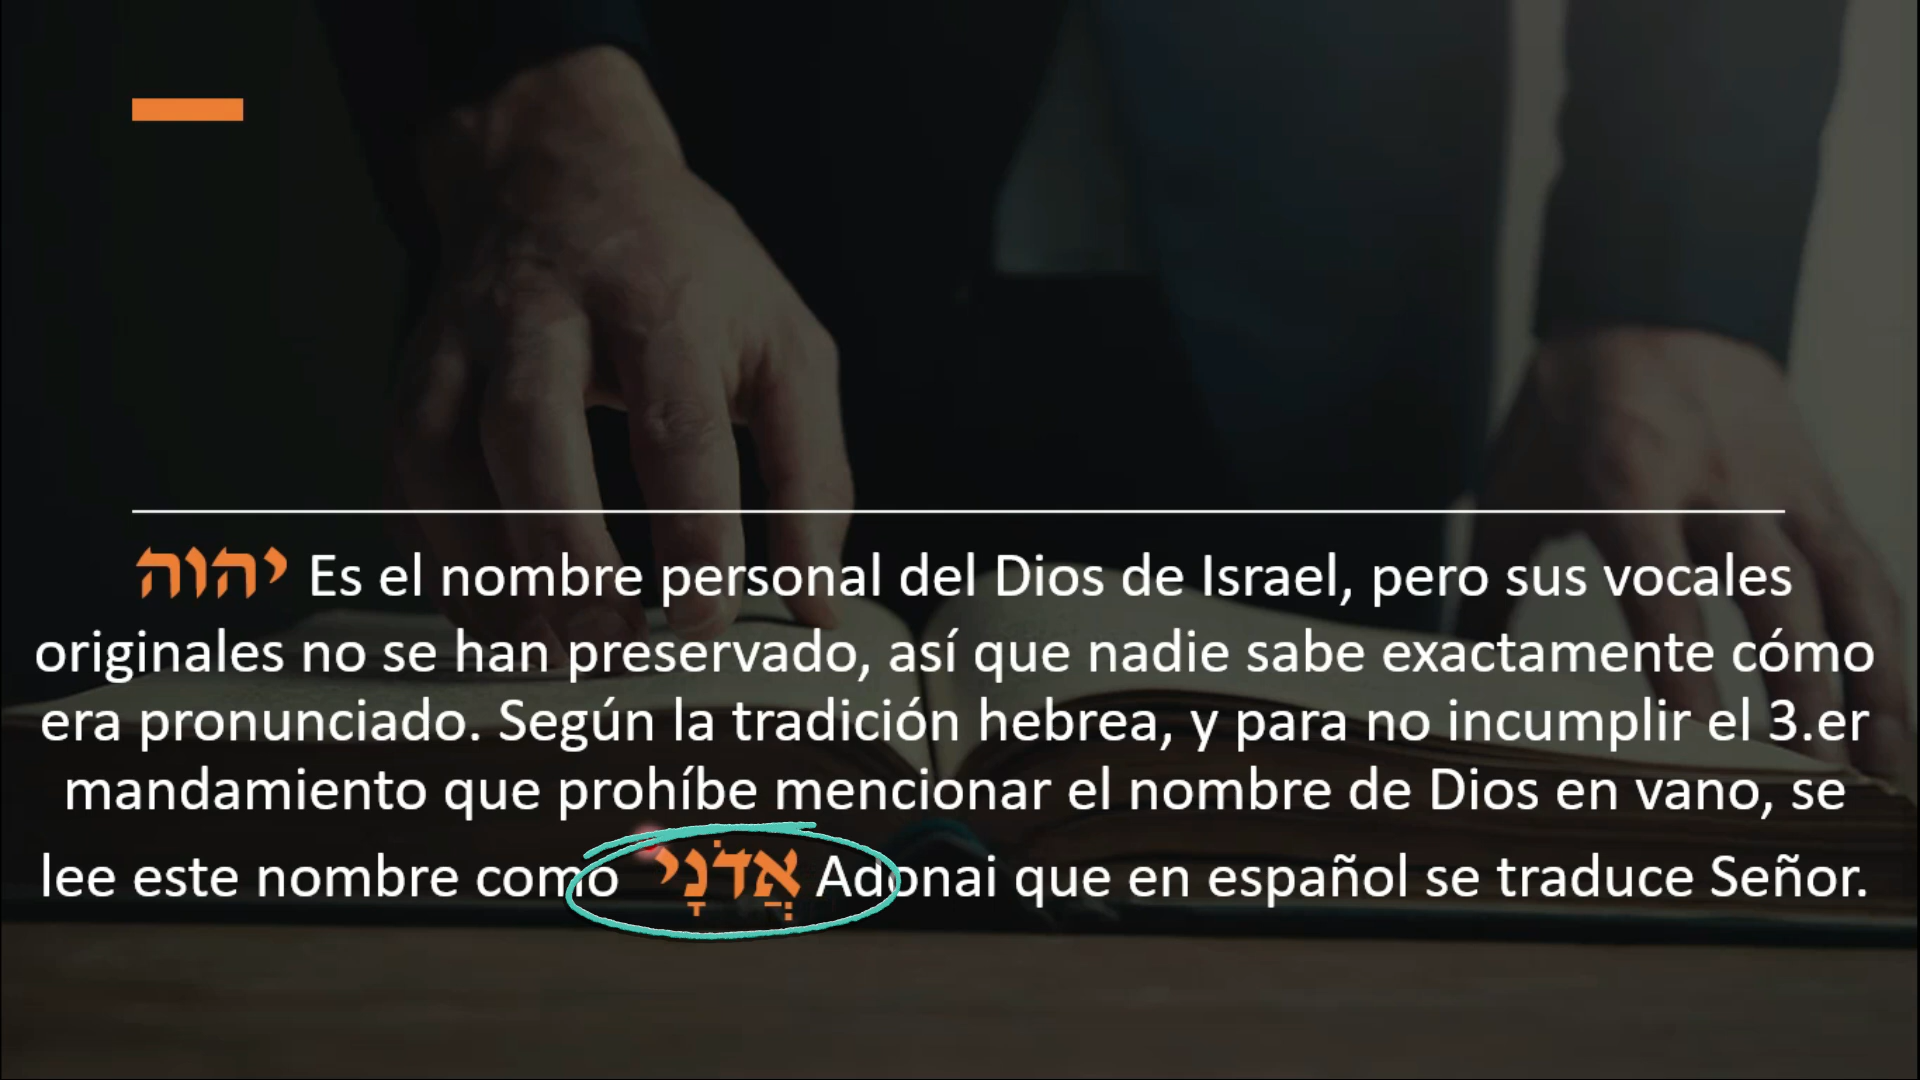 יהוה Es el nombre personal del Dios de Israel, pero sus vocales
originales no se han preservado, así que nadie sabe exactamente cómo
era pronunciado. Según la tradición hebrea, y para no incumplir el 3.er
mandamiento que prohíbe mencionar el nombre de Dios en vano, se
lee este nombre como אֲדֹנָי Adonai que en español se traduce Señor.